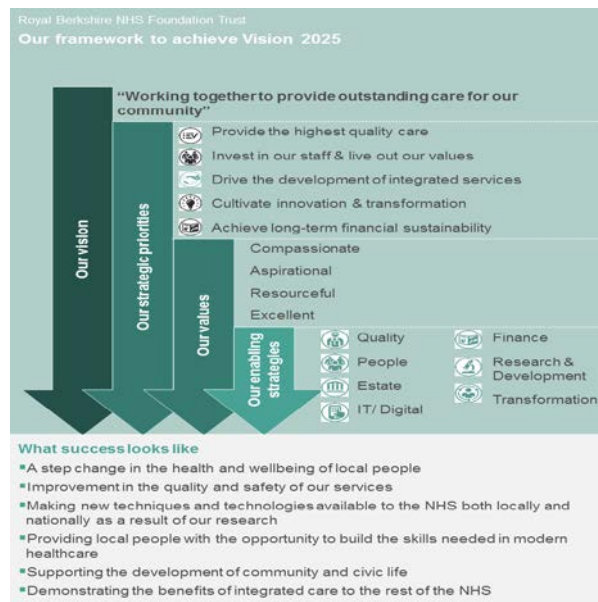 Royal Berkshire NHS Foundation Trust
Our framework to achieve Vision 2025
“Working together to provide outstanding care for our
community”
Provide the highest quality care
Invest in our staff & live out our values
Drive the development of integrated services
Cultivate innovation & transformation
Achieve long-term financial sustainability
Compassionate
Aspirational
Resourceful
Excellent
Our vision
Our strategic priorities
Our values
Our enabling
strategies
Quality
People
Estate
IT/ Digital
Finance
Research &
Development
Transformation
What success looks like
▪A step change in the health and wellbeing of local people
▪Improvement in the quality and safety of our services
▪Making new techniques and technologies available to the NHS both locally and
nationally as a result of our research
▪Providing local people with the opportunity to build the skills needed in modern
healthcare
▪Supporting the development of community and civic life
▪Demonstrating the benefits of integrated care to the rest of the NHS